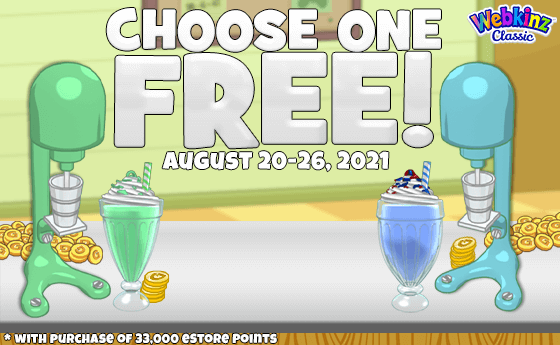 Webkinz
Classic
CHOOSE ONE
FREE!
AUGUST 20-26, 2021
* WITH PURCHASE OF 33,000 ESTORE POINTS